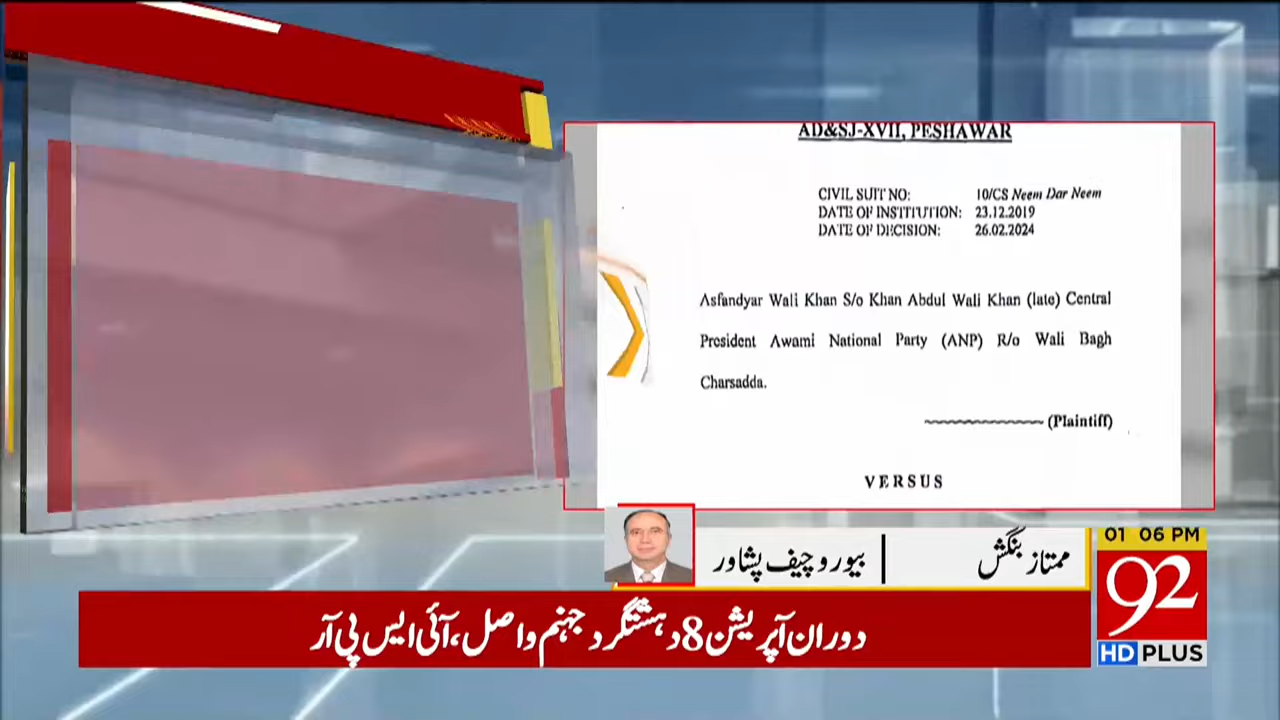 AD&SJ-XVII, PESHAWAR
CIVIL SUIT NO: 10/CS Neem Dar Neem
DATE OF INSTITUTION: 23.12.2019
DATE OF DECISION: 26.02.2024
Asfandyar Wali Khan S/o Khan Abdul Wali Khan (late) Central
President Awami National Party (ANP) R/o Wali Bagh
Charsadda.
(Plaintiff)
VERSUS
ممتاز بنگش | بیورو چیف پشاور
01 06 PM
92
HD PLUS
دوران آپریشن 8 دہشتگرد جہنم واصل، آئی ایس پی آر